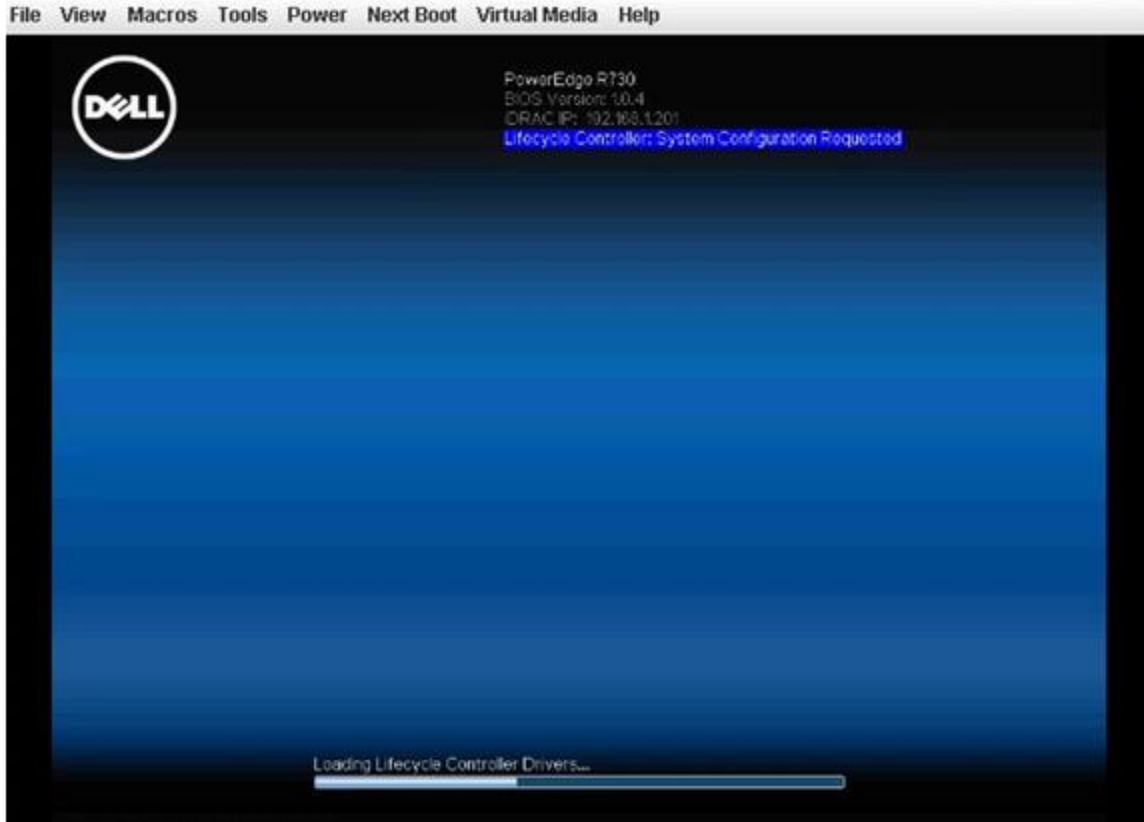 File View Macros Tools Power Next Boot Virtual Media Help
DELL
PowerEdge R730
BIOS Version: 1.0.4
iDRAC IP: 192.168.1.201
Lifecycle Controller: System Configuration Requested
Loading Lifecycle Controller Drivers...